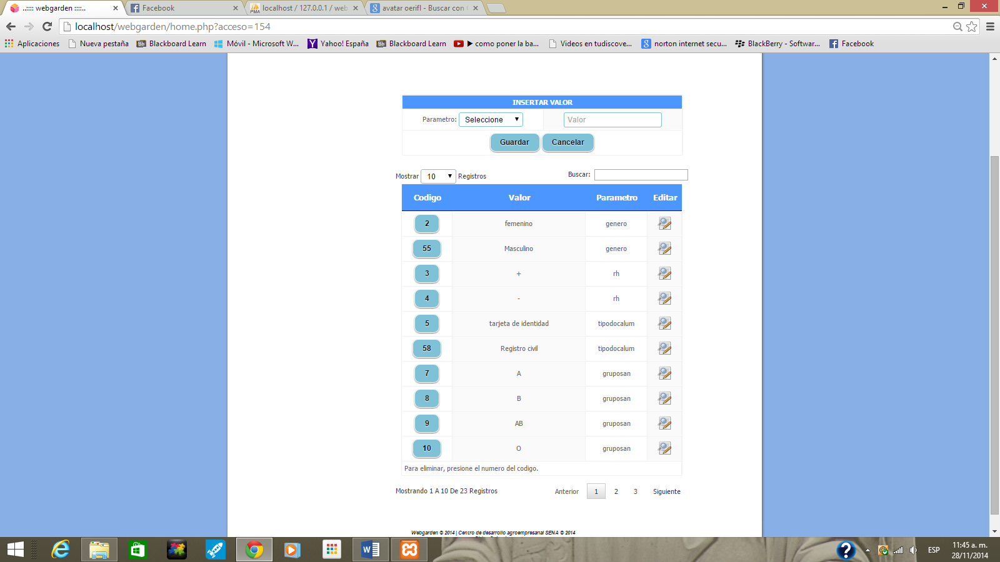 ..:::: webgarden ::::..
Facebook
localhost / 127.0.0.1 / web
avatar oerifl - Buscar con
localhost/webgarden/home.php?acceso=154
Aplicaciones
Nueva pestaña
Blackboard Learn
Móvil - Microsoft W...
Yahoo! España
Blackboard Learn
▶ como poner la ba...
Videos en tudiscove...
norton internet secu...
BlackBerry - Softwar...
Facebook
INSERTAR VALOR
Parametro: Seleccione Valor
Guardar Cancelar
Mostrar 10 Registros Buscar:
Codigo Valor Parametro Editar
2 femenino genero
55 Masculino genero
3 + rh
4 - rh
5 tarjeta de identidad tipodocalum
58 Registro civil tipodocalum
7 A gruposan
8 B gruposan
9 AB gruposan
10 O gruposan
Para eliminar, presione el numero del codigo.
Mostrando 1 A 10 De 23 Registros Anterior 1 2 3 Siguiente
Webgarden © 2014 | Centro de desarrollo agroempresarial SENA © 2014
ESP
11:45 a. m.
28/11/2014